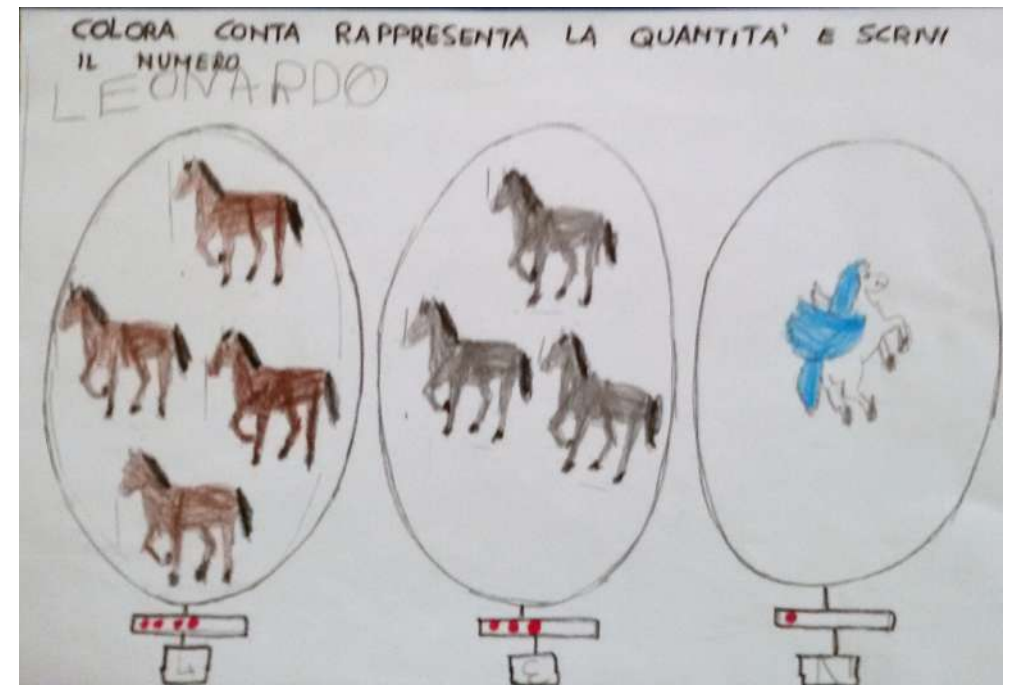 COLORA CONTA RAPPRESENTA LA QUANTITA' E SCRIVI
IL NUMERO
LEONARDO